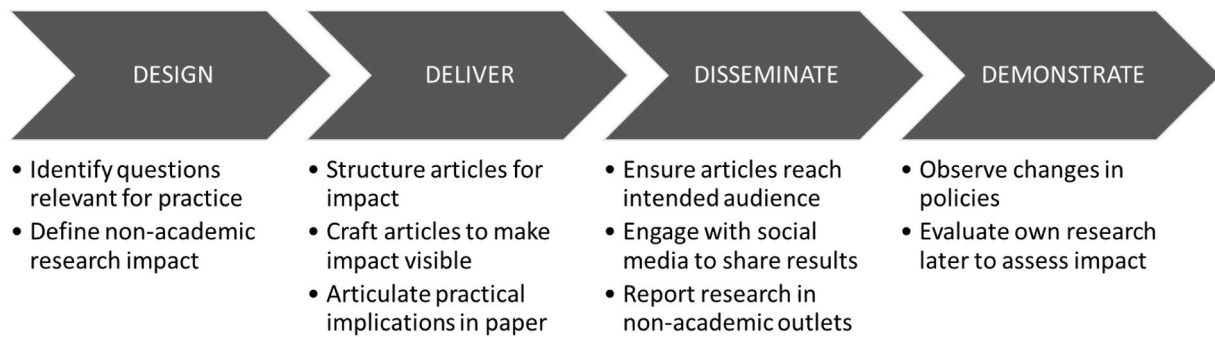 DESIGN
• Identify questions
relevant for practice
• Define non-academic
research impact
DELIVER
• Structure articles for
impact
• Craft articles to make
impact visible
• Articulate practical
implications in paper
DISSEMINATE
• Ensure articles reach
intended audience
• Engage with social
media to share results
• Report research in
non-academic outlets
DEMONSTRATE
• Observe changes in
policies
• Evaluate own research
later to assess impact